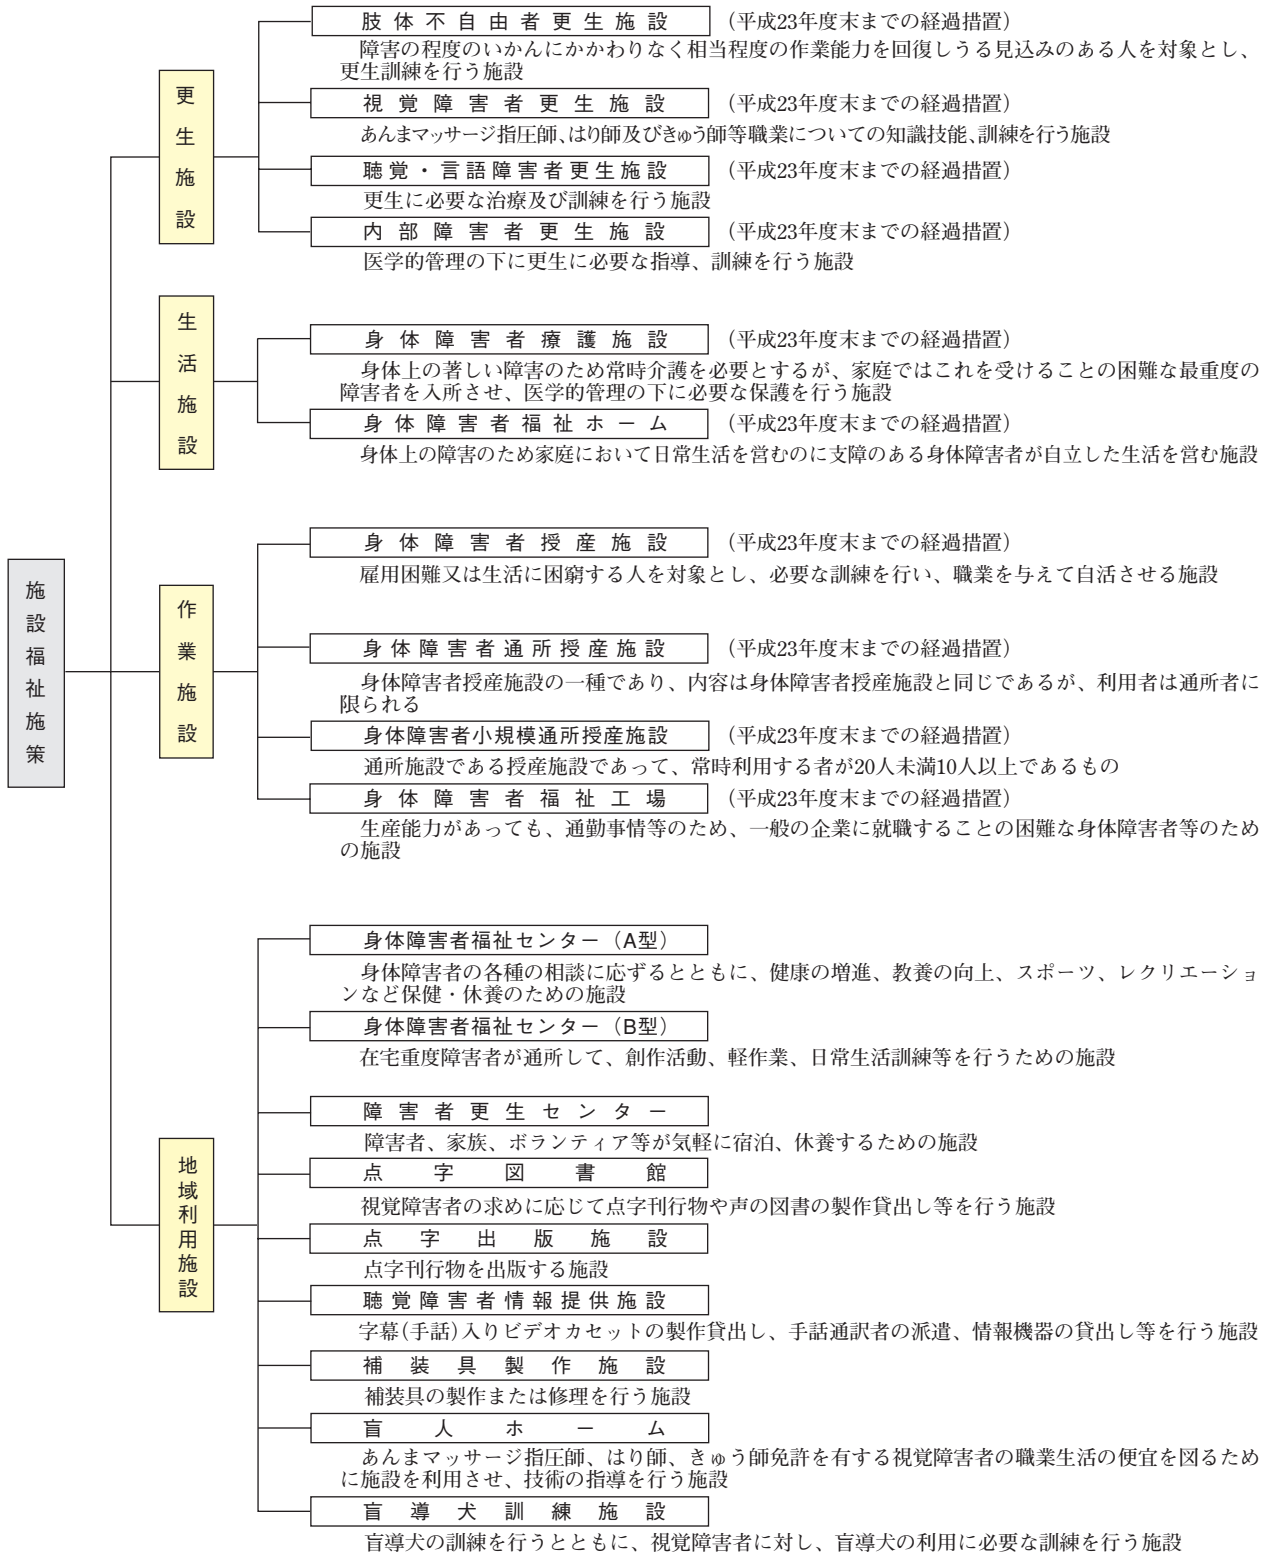 施設福祉施策
更生施設
肢体不自由者更生施設 (平成23年度末までの経過措置)
障害の程度のいかんにかかわりなく相当程度の作業能力を回復しうる見込みのある人を対象とし、
更生訓練を行う施設
視覚障害者更生施設 (平成23年度末までの経過措置)
あんまマッサージ指圧師、はり師及びきゅう師等職業についての知識技能、訓練を行う施設
聴覚・言語障害者更生施設 (平成23年度末までの経過措置)
更生に必要な治療及び訓練を行う施設
内部障害者更生施設 (平成23年度末までの経過措置)
医学的管理の下に更生に必要な指導、訓練を行う施設
生活施設
身体障害者療護施設 (平成23年度末までの経過措置)
身体上の著しい障害のため常時介護を必要とするが、家庭ではこれを受けることの困難な最重度の
障害者を入所させ、医学的管理の下に必要な保護を行う施設
身体障害者福祉ホーム (平成23年度末までの経過措置)
身体上の障害のため家庭において日常生活を営むのに支障のある身体障害者が自立した生活を営む施設
作業施設
身体障害者授産施設 (平成23年度末までの経過措置)
雇用困難又は生活に困窮する人を対象とし、必要な訓練を行い、職業を与えて自活させる施設
身体障害者通所授産施設 (平成23年度末までの経過措置)
身体障害者授産施設の一種であり、内容は身体障害者授産施設と同じであるが、利用者は通所者に
限られる
身体障害者小規模通所授産施設 (平成23年度末までの経過措置)
通所施設である授産施設であって、常時利用する者が20人未満10人以上であるもの
身体障害者福祉工場 (平成23年度末までの経過措置)
生産能力があっても、通勤事情等のため、一般の企業に就職することの困難な身体障害者等のため
の施設
地域利用施設
身体障害者福祉センター(A型)
身体障害者の各種の相談に応ずるとともに、健康の増進、教養の向上、スポーツ、レクリエーショ
ンなど保健・休養のための施設
身体障害者福祉センター(B型)
在宅重度障害者が通所して、創作活動、軽作業、日常生活訓練等を行うための施設
障害者更生センター
障害者、家族、ボランティア等が気軽に宿泊、休養するための施設
点字図書館
視覚障害者の求めに応じて点字刊行物や声の図書の製作貸出し等を行う施設
点字出版施設
点字刊行物を出版する施設
聴覚障害者情報提供施設
字幕(手話)入りビデオカセットの製作貸出し、手話通訳者の派遣、情報機器の貸出し等を行う施設
補装具製作施設
補装具の製作または修理を行う施設
盲人ホーム
あんまマッサージ指圧師、はり師、きゅう師免許を有する視覚障害者の職業生活の便宜を図るため
に施設を利用させ、技術の指導を行う施設
盲導犬訓練施設
盲導犬の訓練を行うとともに、視覚障害者に対し、盲導犬の利用に必要な訓練を行う施設